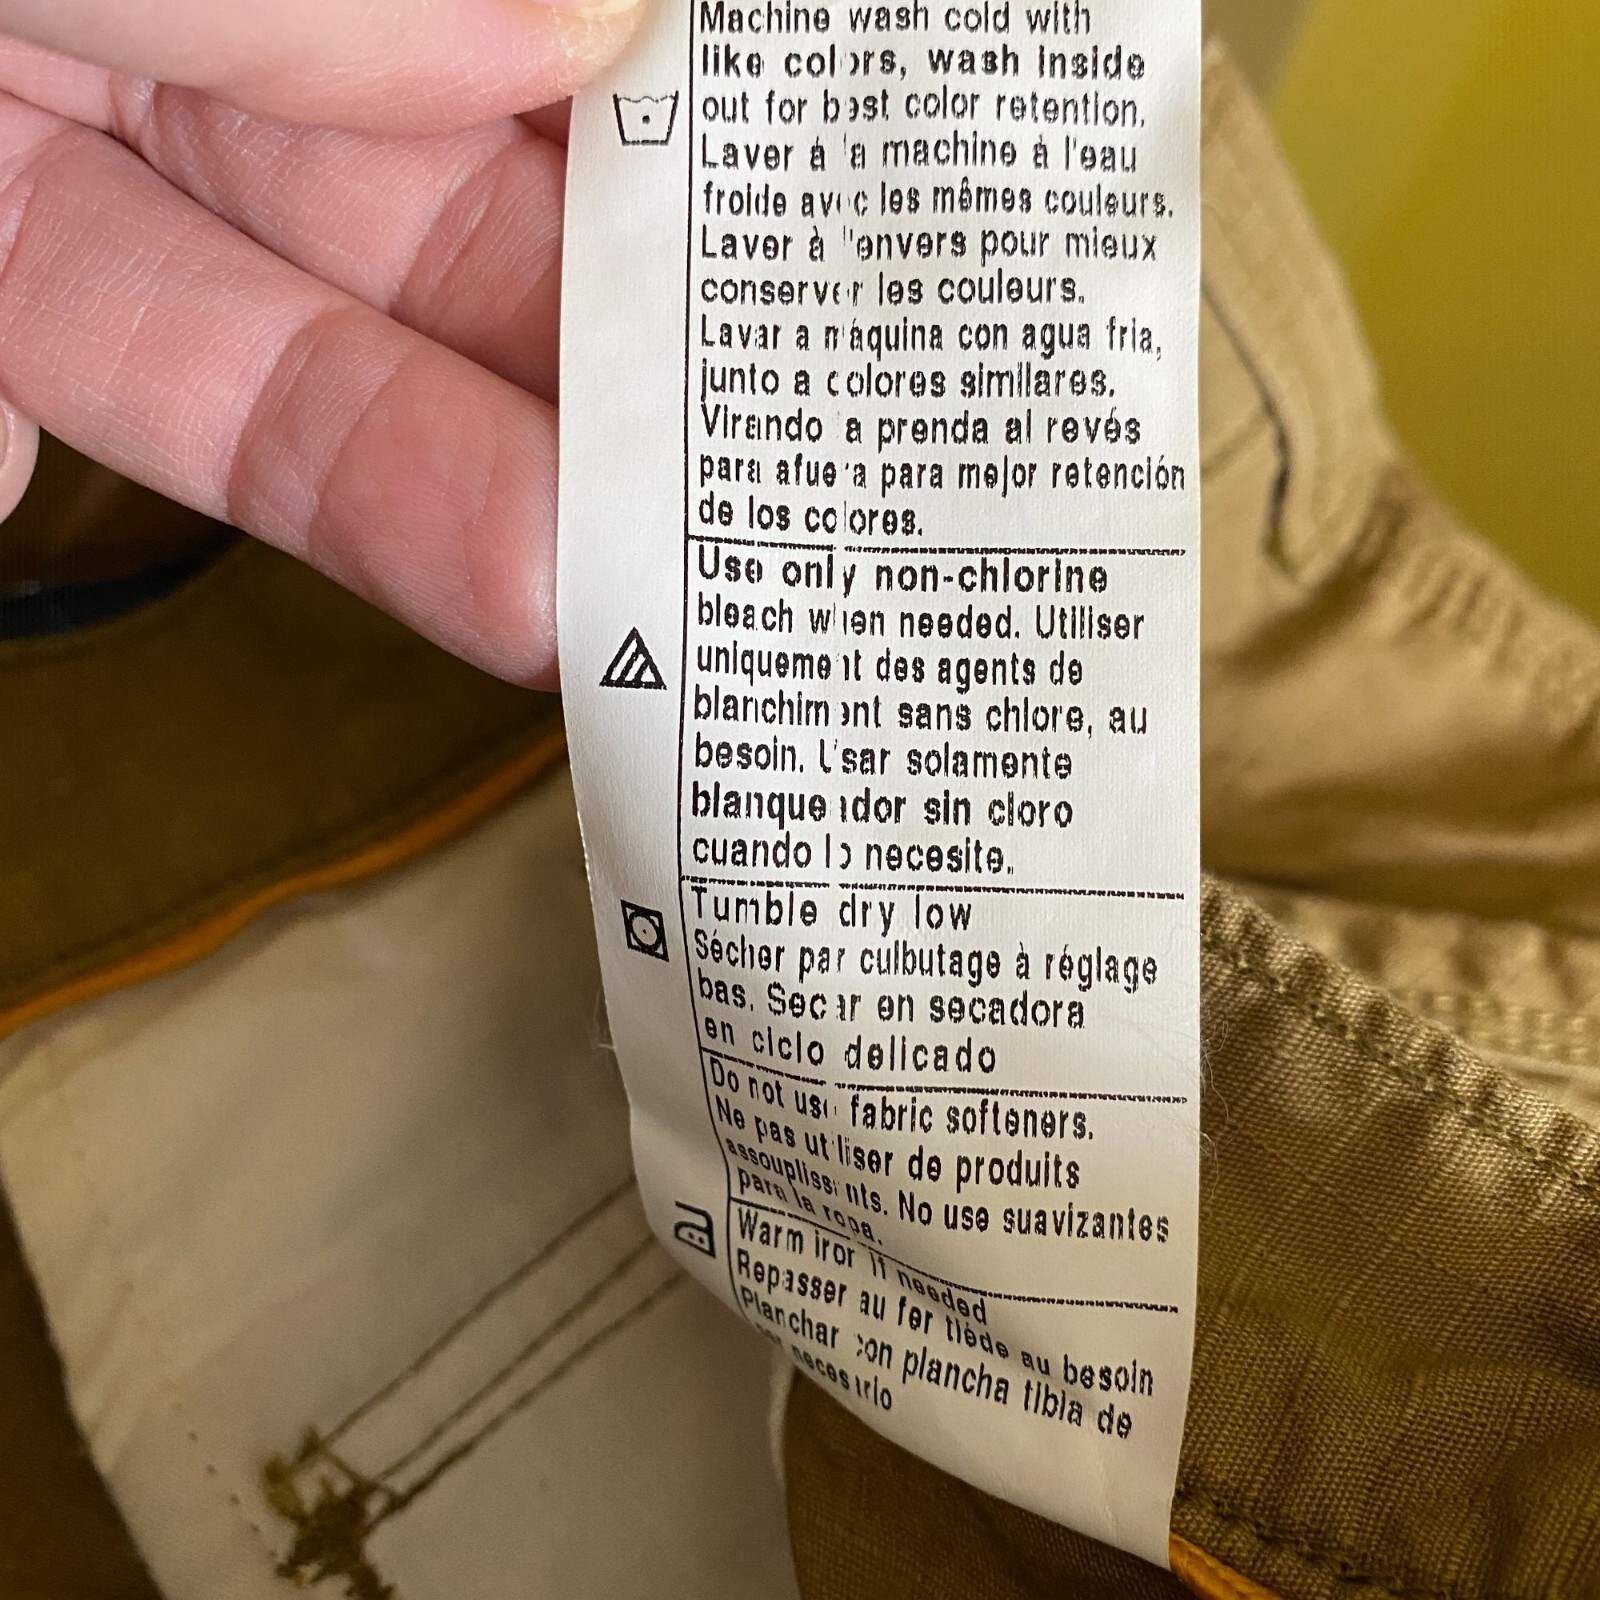 Machine wash cold with
like colors, wash inside
out for best color retention.
Laver à la machine à l'eau
froide avec les mêmes couleurs.
Laver à l'envers pour mieux
conserver les couleurs.
Lavar a máquina con agua fria,
junto a colores similares.
Virando la prenda al revés
para afuera para mejor retención
de los colores.
Use only non-chlorine
bleach when needed. Utiliser
uniquement des agents de
blanchiment sans chlore, au
besoin. Usar solamente
blanqueador sin cloro
cuando lo necesite.
Tumble dry low
Sécher par culbutage à réglage
bas. Secar en secadora
en ciclo delicado
Do not use fabric softeners.
Ne pas utiliser de produits
assouplissants. No use suavizantes
para la ropa.
Warm iron if needed
Repasser au fer tiède au besoin
Planchar con plancha tibia de
ser necesario